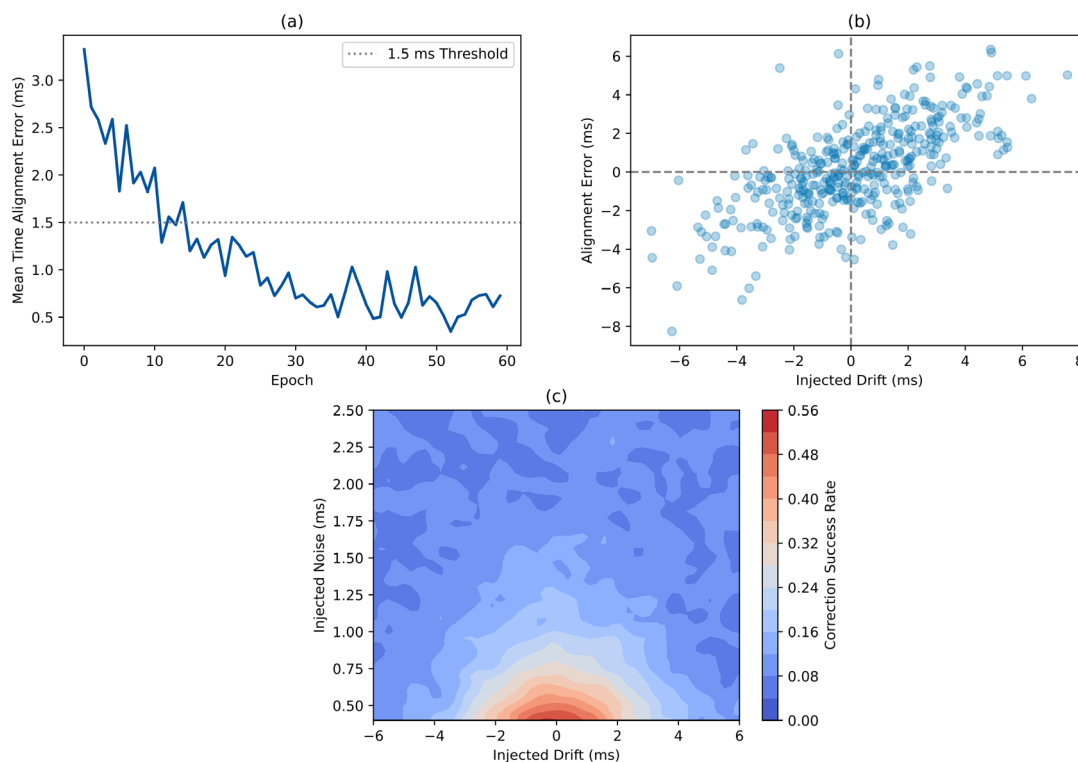 (a)
Mean Time Alignment Error (ms)
3.0
2.5
2.0
1.5
1.0
0.5
1.5 ms Threshold
0 10 20 30 40 50 60
Epoch
(b)
Alignment Error (ms)
6
4
2
0
−2
−4
−6
−8
−6 −4 −2 0 2 4 6 8
Injected Drift (ms)
(c)
Injected Noise (ms)
2.50
2.25
2.00
1.75
1.50
1.25
1.00
0.75
0.50
−6 −4 −2 0 2 4 6
Injected Drift (ms)
0.56
0.48
0.40
0.32
0.24
0.16
0.08
0.00
Correction Success Rate